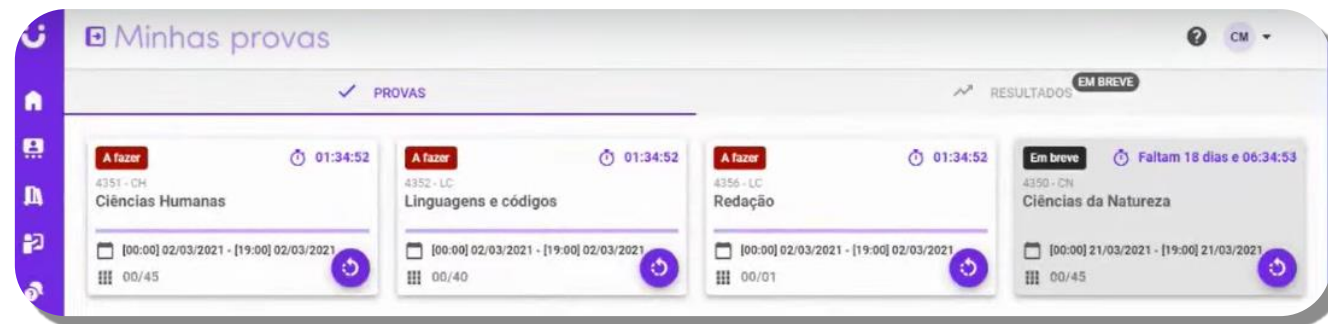 Minhas provas
CM
PROVAS
RESULTADOS EM BREVE
A fazer 01:34:52
4351 - CH
Ciências Humanas
[00:00] 02/03/2021 - [19:00] 02/03/2021
00/45
A fazer 01:34:52
4352 - LC
Linguagens e códigos
[00:00] 02/03/2021 - [19:00] 02/03/2021
00/40
A fazer 01:34:52
4356 - LC
Redação
[00:00] 02/03/2021 - [19:00] 02/03/2021
00/01
Em breve Faltam 18 dias e 06:34:53
4350 - CN
Ciências da Natureza
[00:00] 21/03/2021 - [19:00] 21/03/2021
00/45